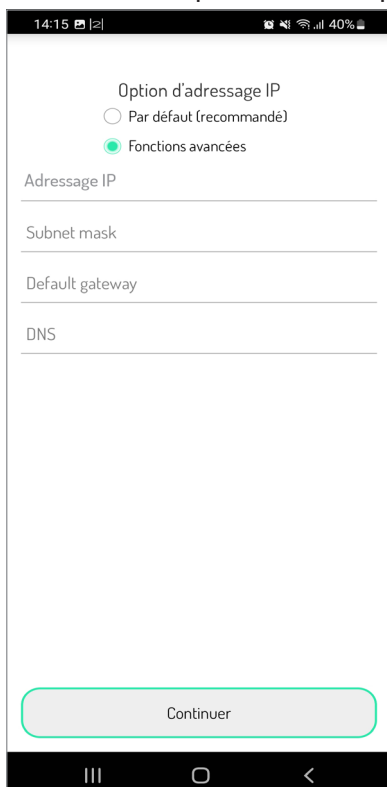 14:15
40%
Option d'adressage IP
Par défaut (recommandé)
Fonctions avancées
Adressage IP
Subnet mask
Default gateway
DNS
Continuer